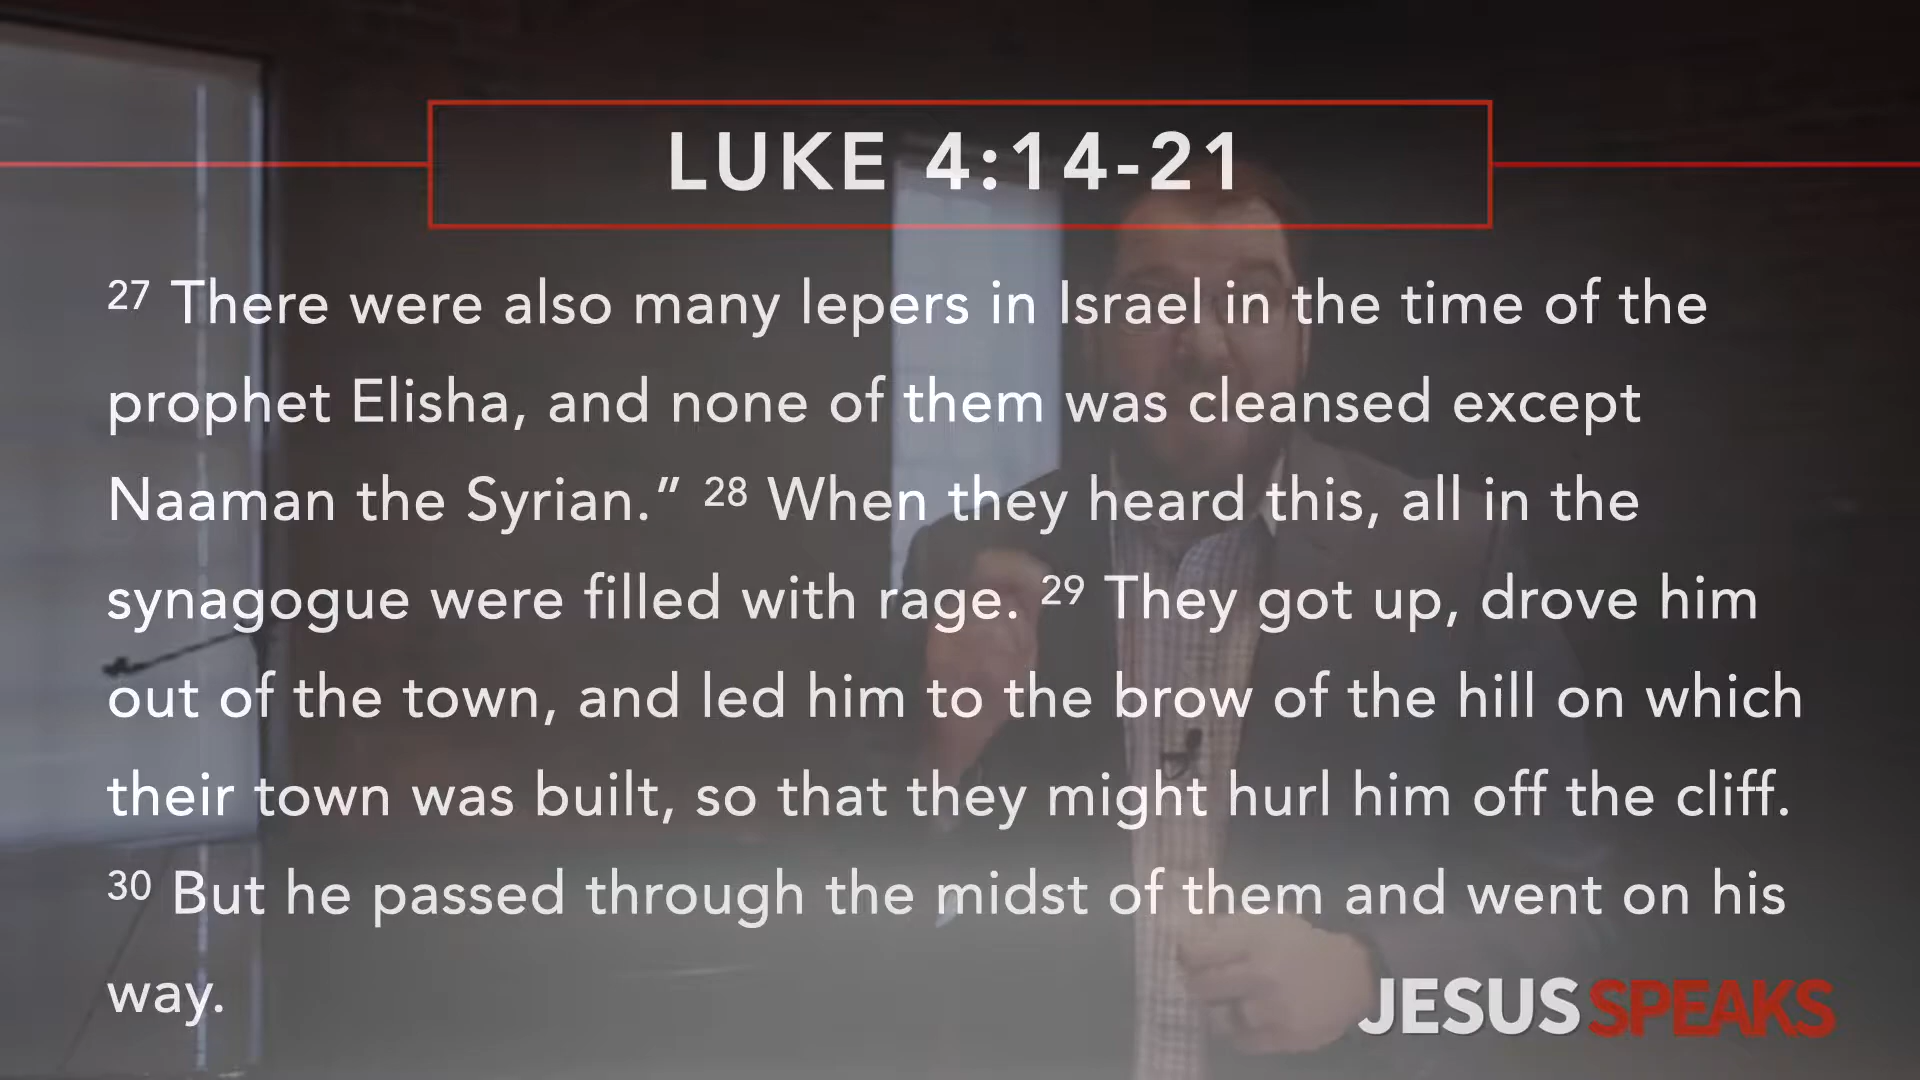 LUKE 4:14-21
27 There were also many lepers in Israel in the time of the
prophet Elisha, and none of them was cleansed except
Naaman the Syrian.” 28 When they heard this, all in the
synagogue were filled with rage. 29 They got up, drove him
out of the town, and led him to the brow of the hill on which
their town was built, so that they might hurl him off the cliff.
30 But he passed through the midst of them and went on his
way.
JESUS SPEAKS